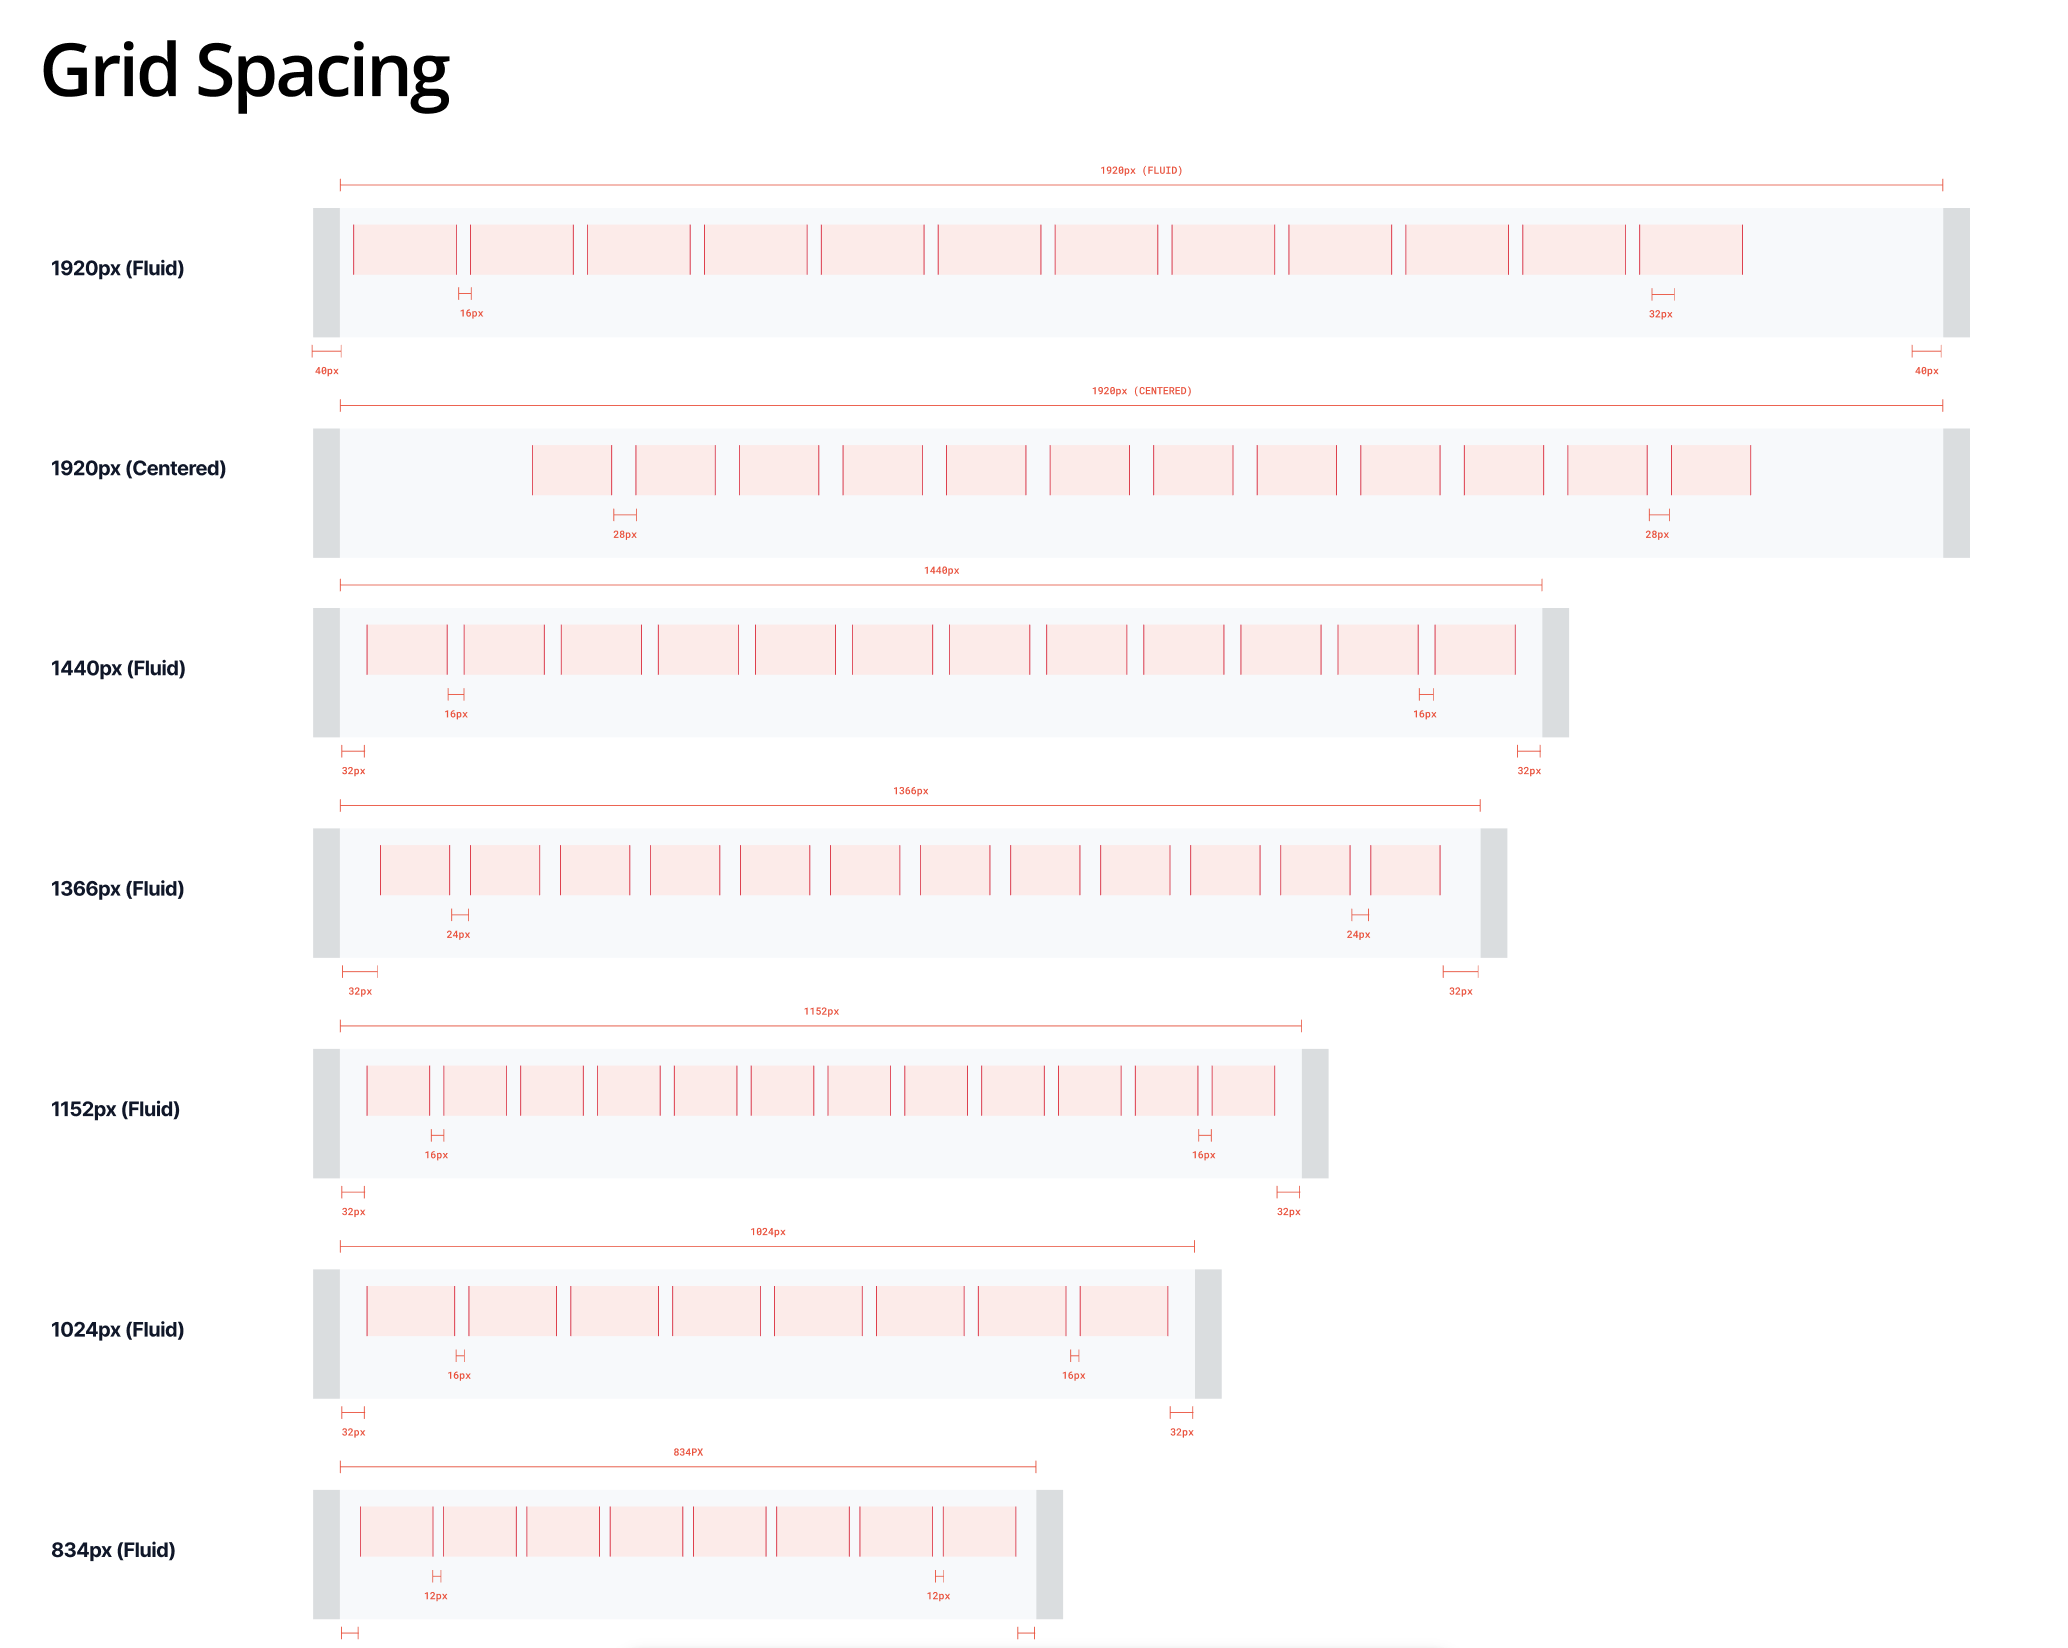 Grid Spacing
1920px (FLUID)
1920px (Fluid)
16px
32px
40px
40px
1920px (CENTERED)
1920px (Centered)
28px
28px
1440px
1440px (Fluid)
16px
16px
32px
32px
1366px
1366px (Fluid)
24px
24px
32px
32px
1152px
1152px (Fluid)
16px
16px
32px
32px
1024px
1024px (Fluid)
16px
16px
32px
32px
834PX
834px (Fluid)
12px
12px